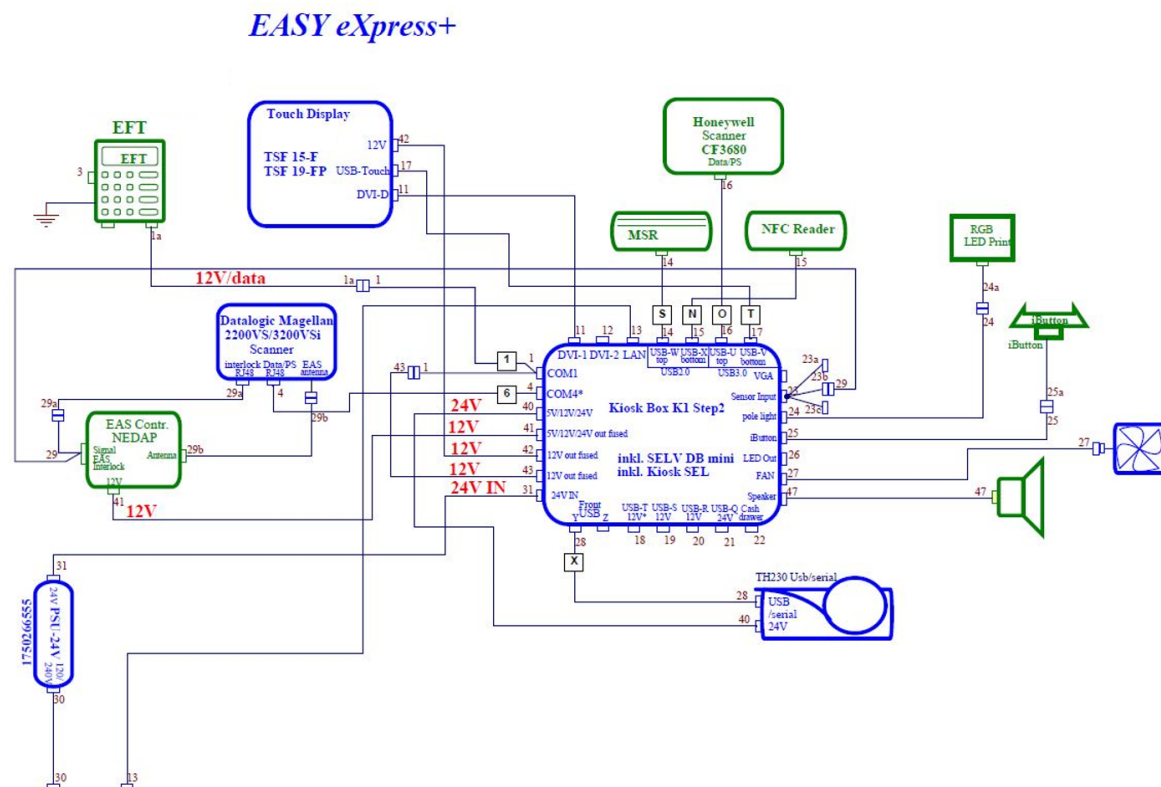 EASY eXpress+
EFT
EFT
3
1a
Touch Display
TSF 15-F
TSF 19-FP
12V
42
USB-Touch
17
DVI-D
11
Honeywell
Scanner
CF3680
Data/PS
16
MSR
14
NFC Reader
15
RGB
LED Print
24a
24
iButton
iButton
25a
25
12V/data
1a
1
Datalogic Magellan
2200VS/3200VSi
Scanner
interlock Data/PS EAS
RJ48 RJ48 antenna
29a
4
29b
29a
EAS Contr.
NEDAP
Signal
EAS
Interlock
Antenna
29b
29
12V
41
12V
S
N
O
T
11
12
13
14
15
16
17
DVI-1 DVI-2 LAN
USB-W
top
USB-X
bottom
USB-U
top
USB-V
bottom
USB2.0
USB3.0
VGA
43
1
1
1
COM1
6
4
COM4*
24V
40
5V/12V/24V
12V
41
5V/12V/24V out fused
12V
42
12V out fused
12V
43
12V out fused
24V IN
31
24V IN
Kiosk Box K1 Step2
inkl. SELV DB mini
inkl. Kiosk SEL
23a
23b
23
23c
29
Sensor Input
pole light
24
iButton
25
LED Out
26
FAN
27
27
Speaker
47
47
Front
USB
Y
Z
USB-T
12V*
USB-S
12V
USB-R
12V
USB-Q
24V
Cash
drawer
28
18
19
20
21
22
X
TH230 Usb/serial
28
USB
/serial
40
24V
31
24V PSU-24V/ 120/
240V
1750266555
30
30
13